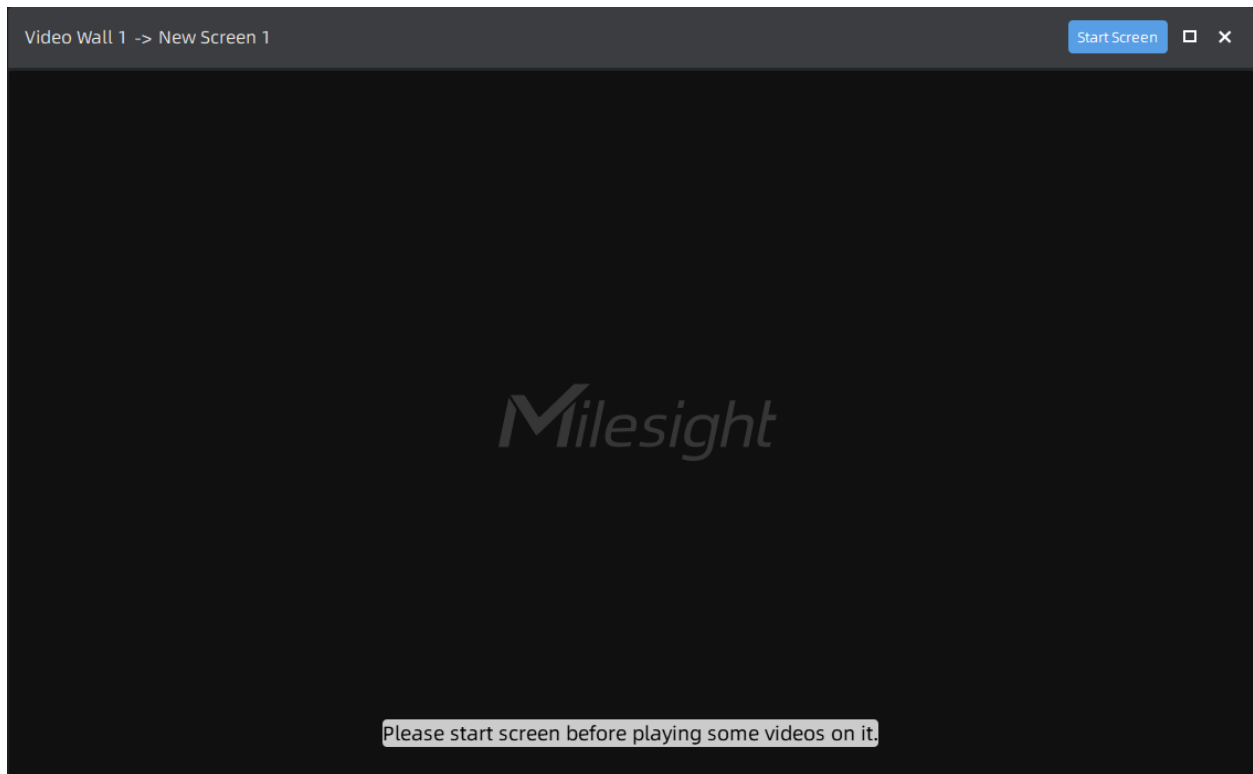 Video Wall 1 -> New Screen 1
Start Screen
Milesight
Please start screen before playing some videos on it.